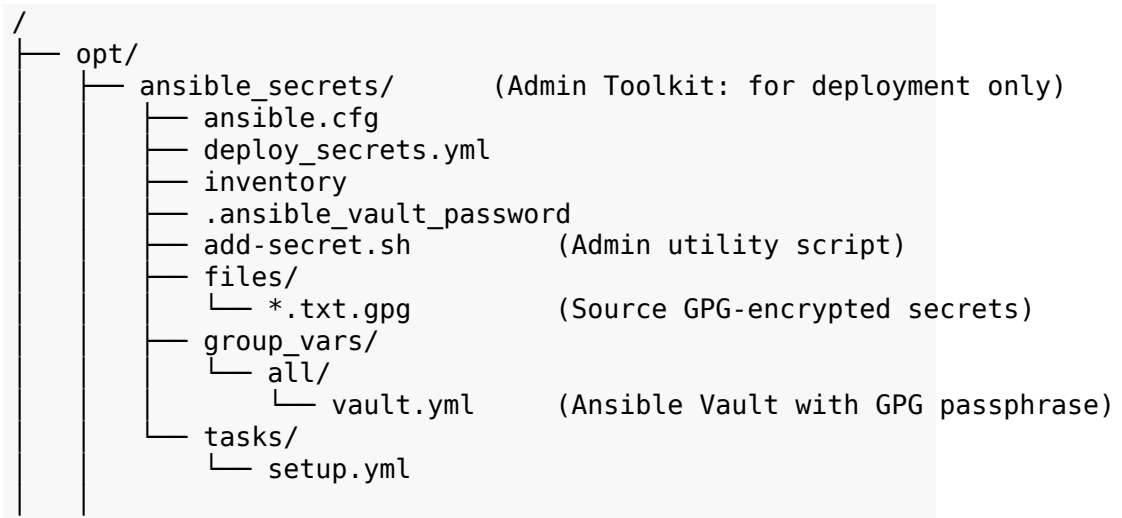 /
├── opt/
│   ├── ansible_secrets/      (Admin Toolkit: for deployment only)
│   │   ├── ansible.cfg
│   │   ├── deploy_secrets.yml
│   │   ├── inventory
│   │   ├── .ansible_vault_password
│   │   ├── add-secret.sh         (Admin utility script)
│   │   ├── files/
│   │   │   └── *.txt.gpg         (Source GPG-encrypted secrets)
│   │   ├── group_vars/
│   │   │   └── all/
│   │   │       └── vault.yml     (Ansible Vault with GPG passphrase)
│   │   └── tasks/
│   │       └── setup.yml
│   │